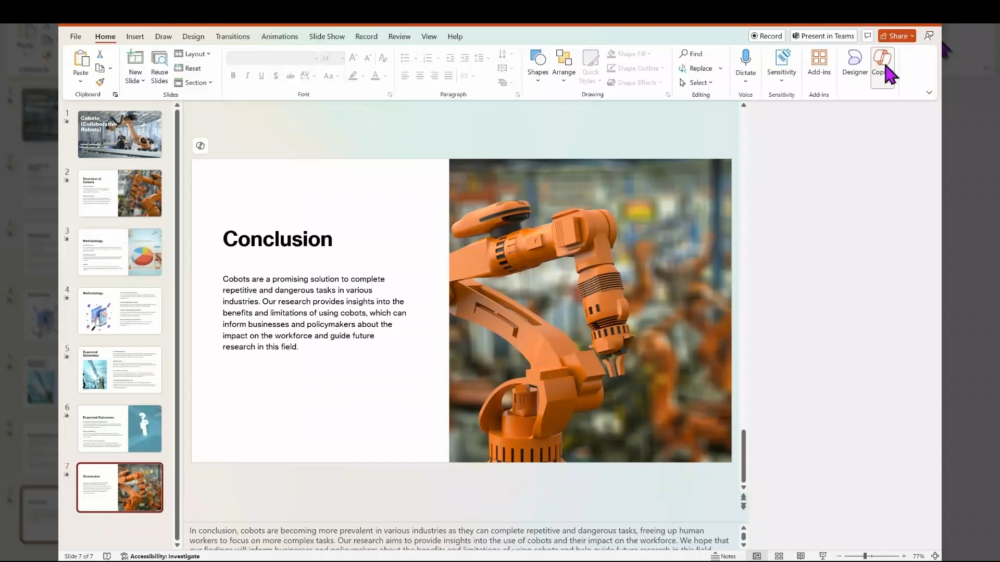 File Home Insert Draw Design Transitions Animations Slide Show Record Review View Help Record Present in Teams Share
Paste
Clipboard
New Slide
Reuse Slides
Layout
Reset
Section
Slides
24
B I U S ab AV Aa A
Font
Paragraph
Shapes
Arrange
Quick Styles
Shape Fill
Shape Outline
Shape Effects
Drawing
Find
Replace
Select
Editing
Dictate
Voice
Sensitivity
Sensitivity
Add-ins
Add-ins
Designer
1
Cobots
(Collaborative
Robots)
2
Overview of
Cobots
3
Methodology
4
Methodology
5
Expected
Outcomes
6
Expected Outcomes
7
Conclusion
Conclusion
Cobots are a promising solution to complete
repetitive and dangerous tasks in various
industries. Our research provides insights into the
benefits and limitations of using cobots, which can
inform businesses and policymakers about the
impact on the workforce and guide future
research in this field.
In conclusion, cobots are becoming more prevalent in various industries as they can complete repetitive and dangerous tasks, freeing up human
workers to focus on more complex tasks. Our research aims to provide insights into the use of cobots and their impact on the workforce. We hope that
our findings will inform businesses and policymakers about the benefits and limitations of using cobots and help guide future research in this field.
Slide 7 of 7 Accessibility: Investigate Notes 77%